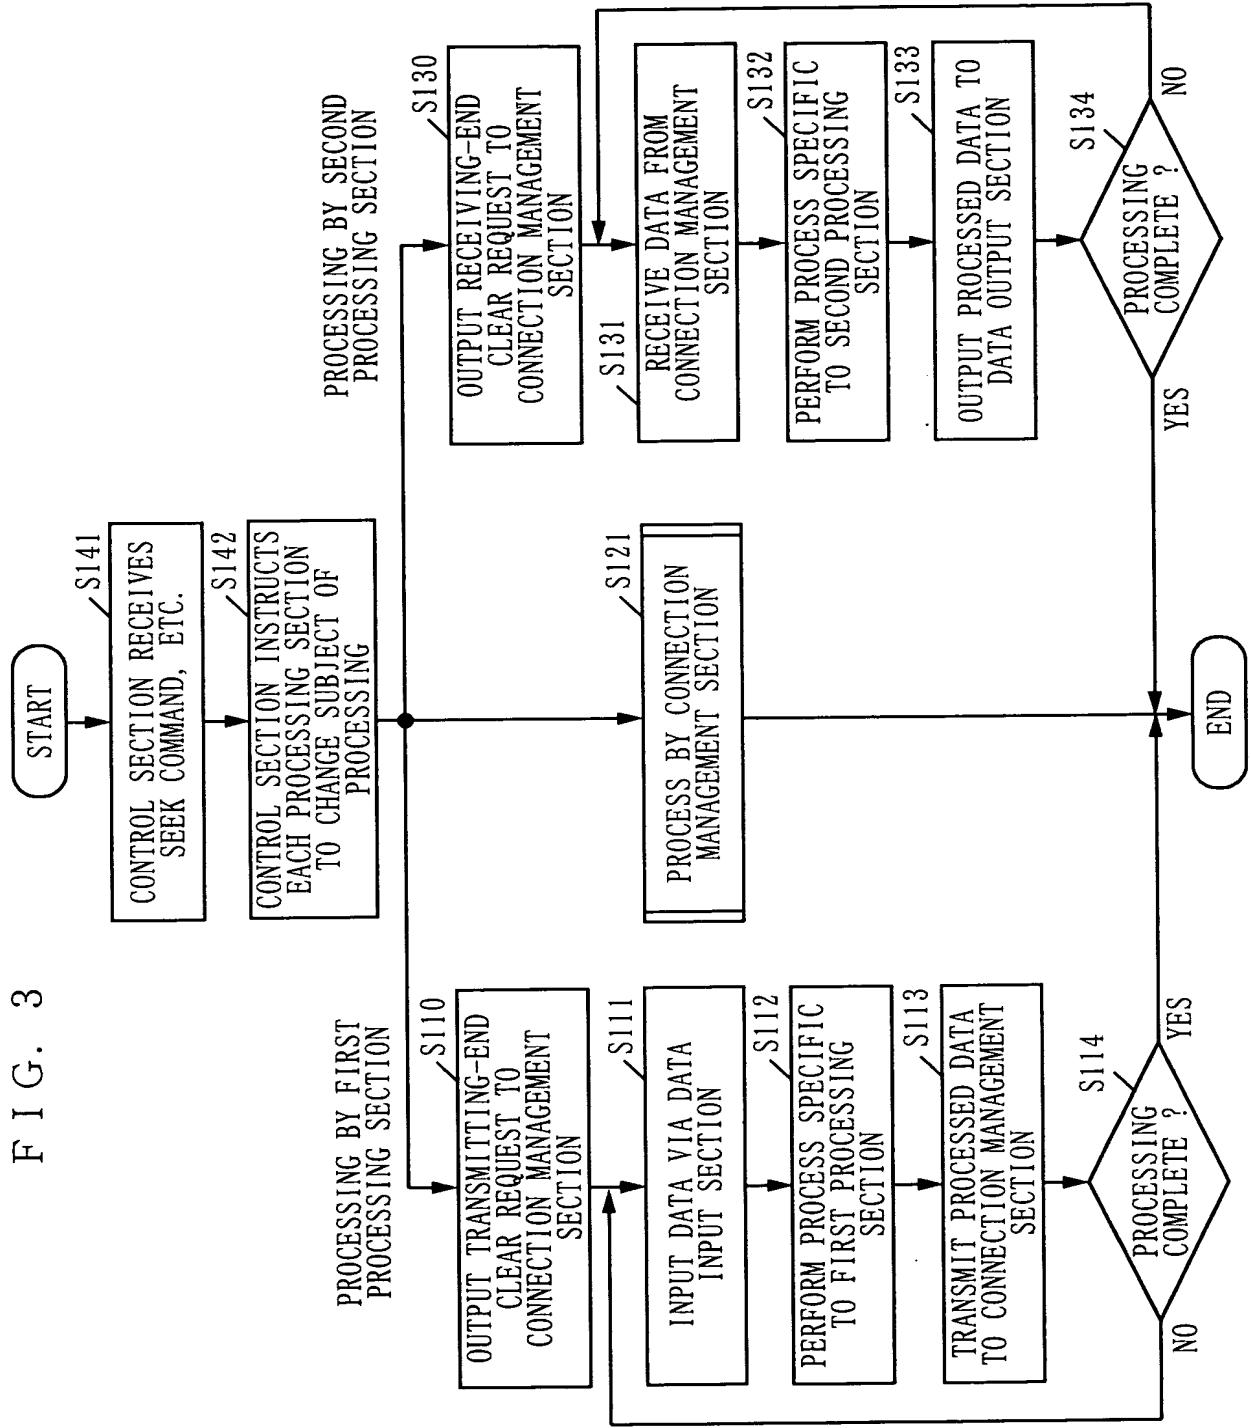 FIG. 3
START
S141
CONTROL SECTION RECEIVES
SEEK COMMAND, ETC.
S142
CONTROL SECTION INSTRUCTS
EACH PROCESSING SECTION
TO CHANGE SUBJECT OF
PROCESSING
PROCESSING BY FIRST
PROCESSING SECTION
S110
OUTPUT TRANSMITTING-END
CLEAR REQUEST TO
CONNECTION MANAGEMENT
SECTION
S111
INPUT DATA VIA DATA
INPUT SECTION
S112
PERFORM PROCESS SPECIFIC
TO FIRST PROCESSING
SECTION
S113
TRANSMIT PROCESSED DATA
TO CONNECTION MANAGEMENT
SECTION
S114
PROCESSING
COMPLETE ?
NO
YES
S121
PROCESS BY CONNECTION
MANAGEMENT SECTION
PROCESSING BY SECOND
PROCESSING SECTION
S130
OUTPUT RECEIVING-END
CLEAR REQUEST TO
CONNECTION MANAGEMENT
SECTION
S131
RECEIVE DATA FROM
CONNECTION MANAGEMENT
SECTION
S132
PERFORM PROCESS SPECIFIC
TO SECOND PROCESSING
SECTION
S133
OUTPUT PROCESSED DATA TO
DATA OUTPUT SECTION
S134
PROCESSING
COMPLETE ?
YES
NO
END